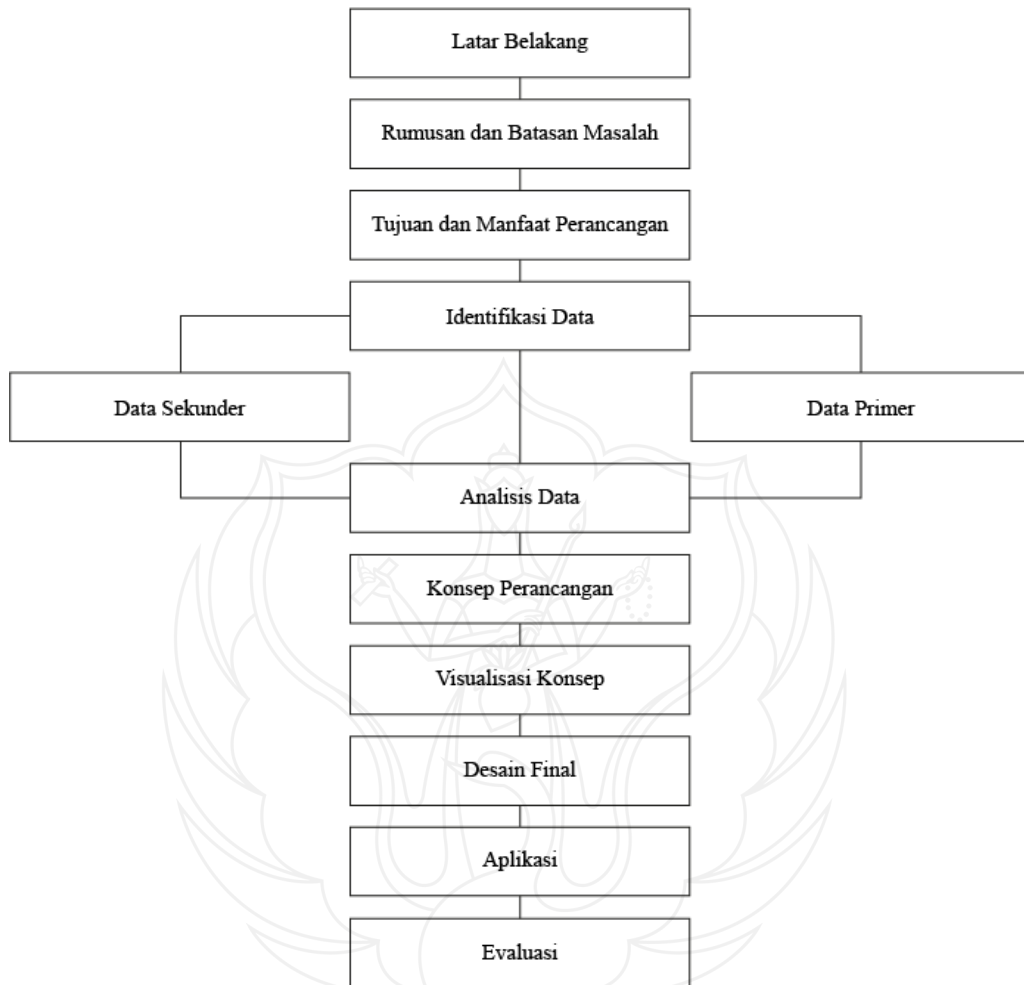 Latar Belakang
Rumusan dan Batasan Masalah
Tujuan dan Manfaat Perancangan
Identifikasi Data
Data Sekunder
Data Primer
Analisis Data
Konsep Perancangan
Visualisasi Konsep
Desain Final
Aplikasi
Evaluasi